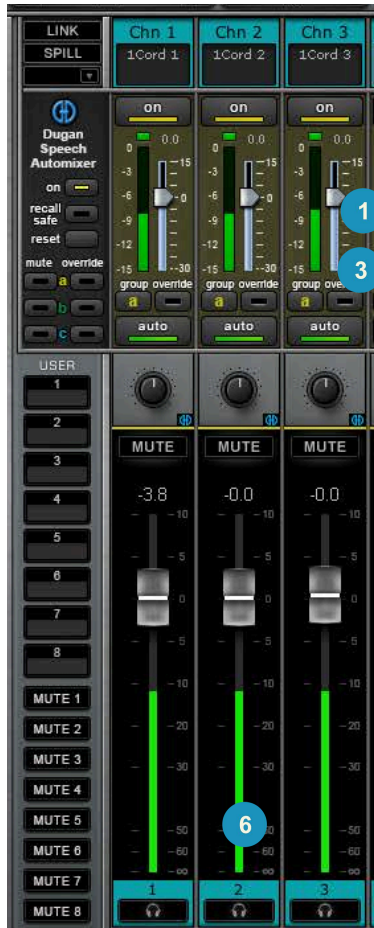 LINK
SPILL
Chn 1 Chn 2 Chn 3
1Cord 1 1Cord 2 1Cord 3
Dugan
Speech
Automixer
on
recall
safe
reset
mute override
a
b
c
on on on
0.0 0.0 0.0
0 15 0 15 0
-3 -3 -3
-6 0 -6 0 -6
-9 -9 -9
-12 -12 -12
-15 -30 -15 -30 -15 -30
group override group override group override
a a a
auto auto auto
1
3
USER
1
2
3
4
5
6
7
8
MUTE 1
MUTE 2
MUTE 3
MUTE 4
MUTE 5
MUTE 6
MUTE 7
MUTE 8
MUTE MUTE MUTE
-3.8 -0.0 -0.0
10 10 10
5 5 5
0 0 0
5 5 5
10 10 10
20 20 20
30 30 30
6
50 50
60 60 60
∞ ∞ ∞
1 2 3